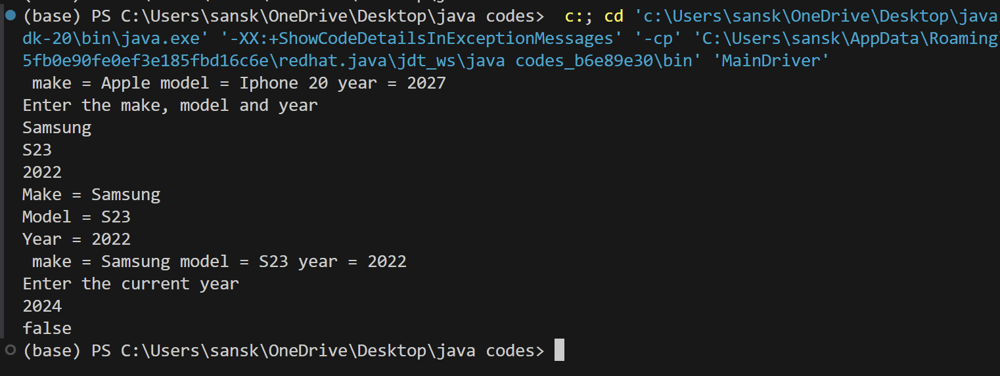 (base) PS C:\Users\sansk\OneDrive\Desktop\java codes>  c:; cd 'c:\Users\sansk\OneDrive\Desktop\java
dk-20\bin\java.exe' '-XX:+ShowCodeDetailsInExceptionMessages' '-cp' 'C:\Users\sansk\AppData\Roaming
5fb0e90fe0ef3e185fbd16c6e\redhat.java\jdt_ws\java codes_b6e89e30\bin' 'MainDriver'
 make = Apple model = Iphone 20 year = 2027
Enter the make, model and year
Samsung
S23
2022
Make = Samsung
Model = S23
Year = 2022
 make = Samsung model = S23 year = 2022
Enter the current year
2024
false
(base) PS C:\Users\sansk\OneDrive\Desktop\java codes>